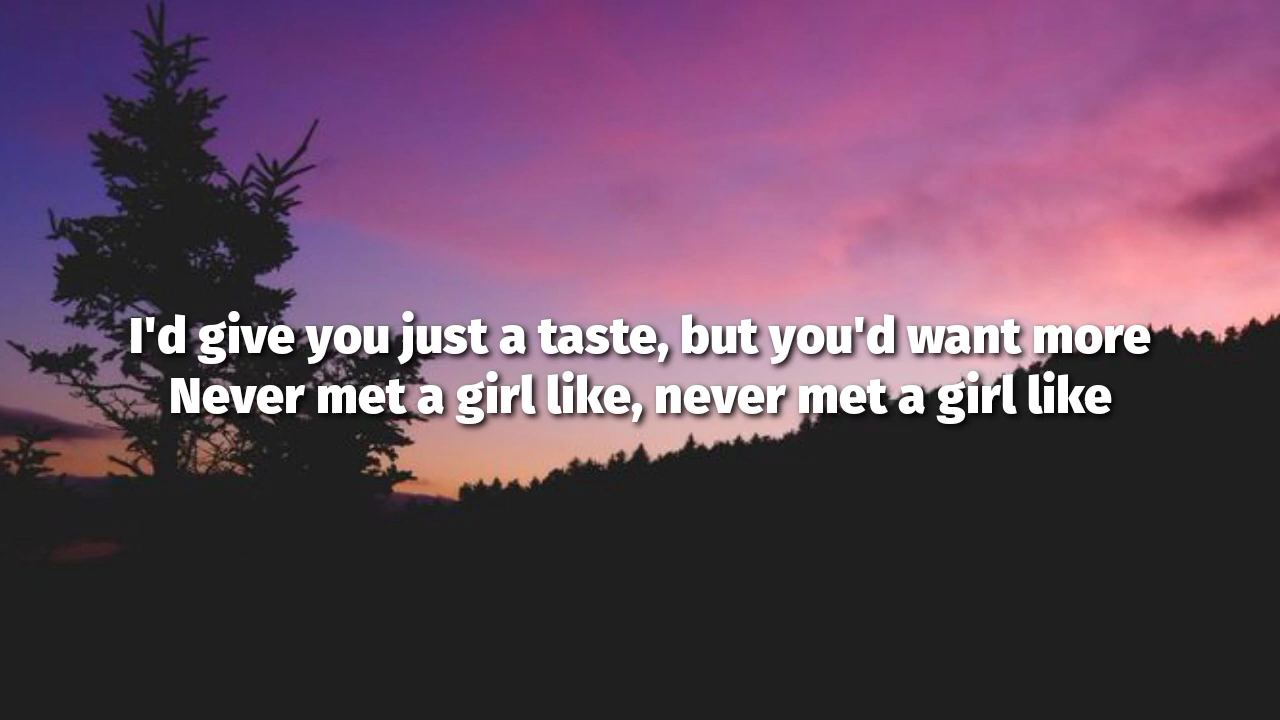 I'd give you just a taste, but you'd want more
Never met a girl like, never met a girl like